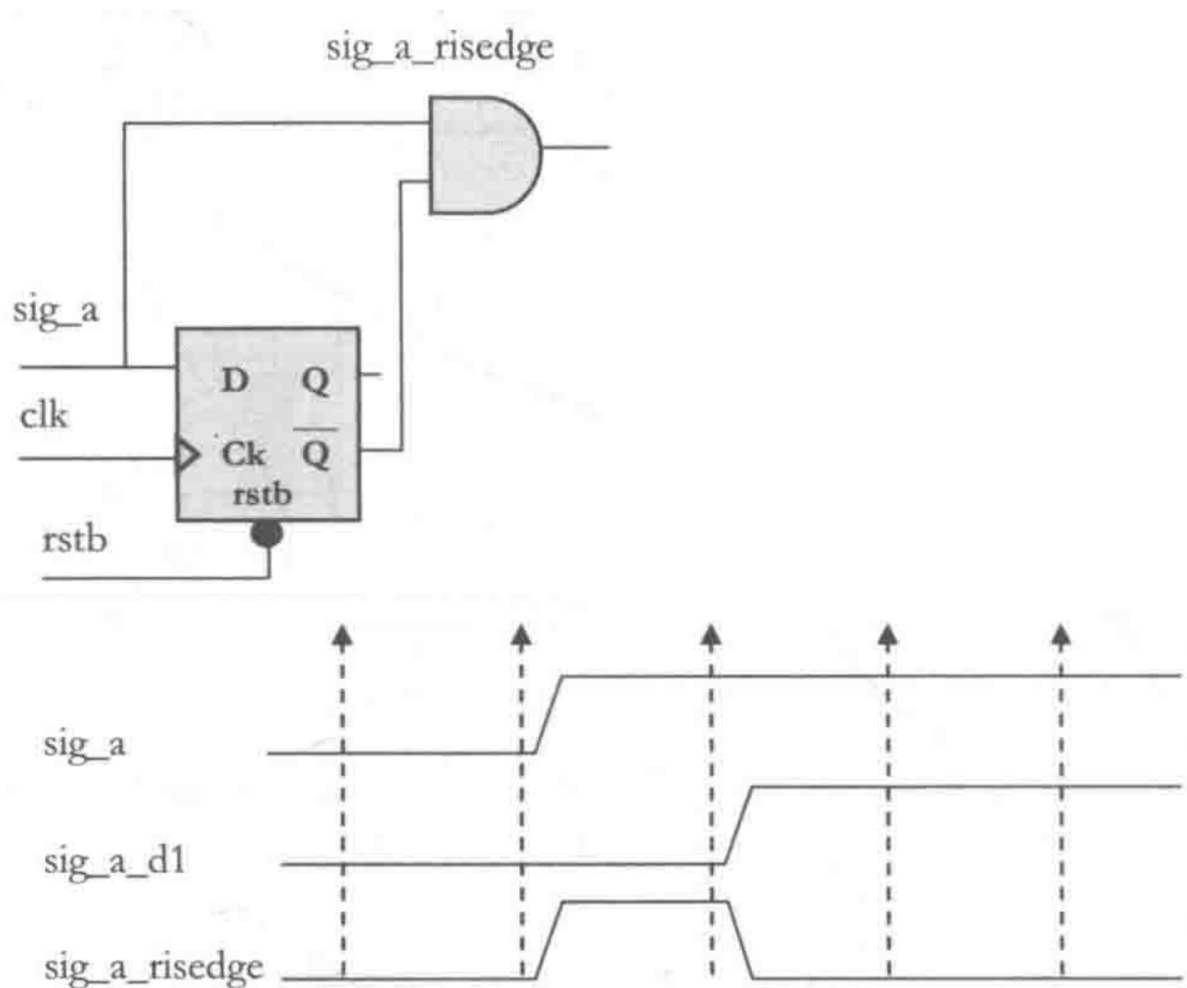 sig_a_risedge
sig_a
D Q
clk
Ck Q
rstb
rstb
sig_a
sig_a_d1
sig_a_risedge